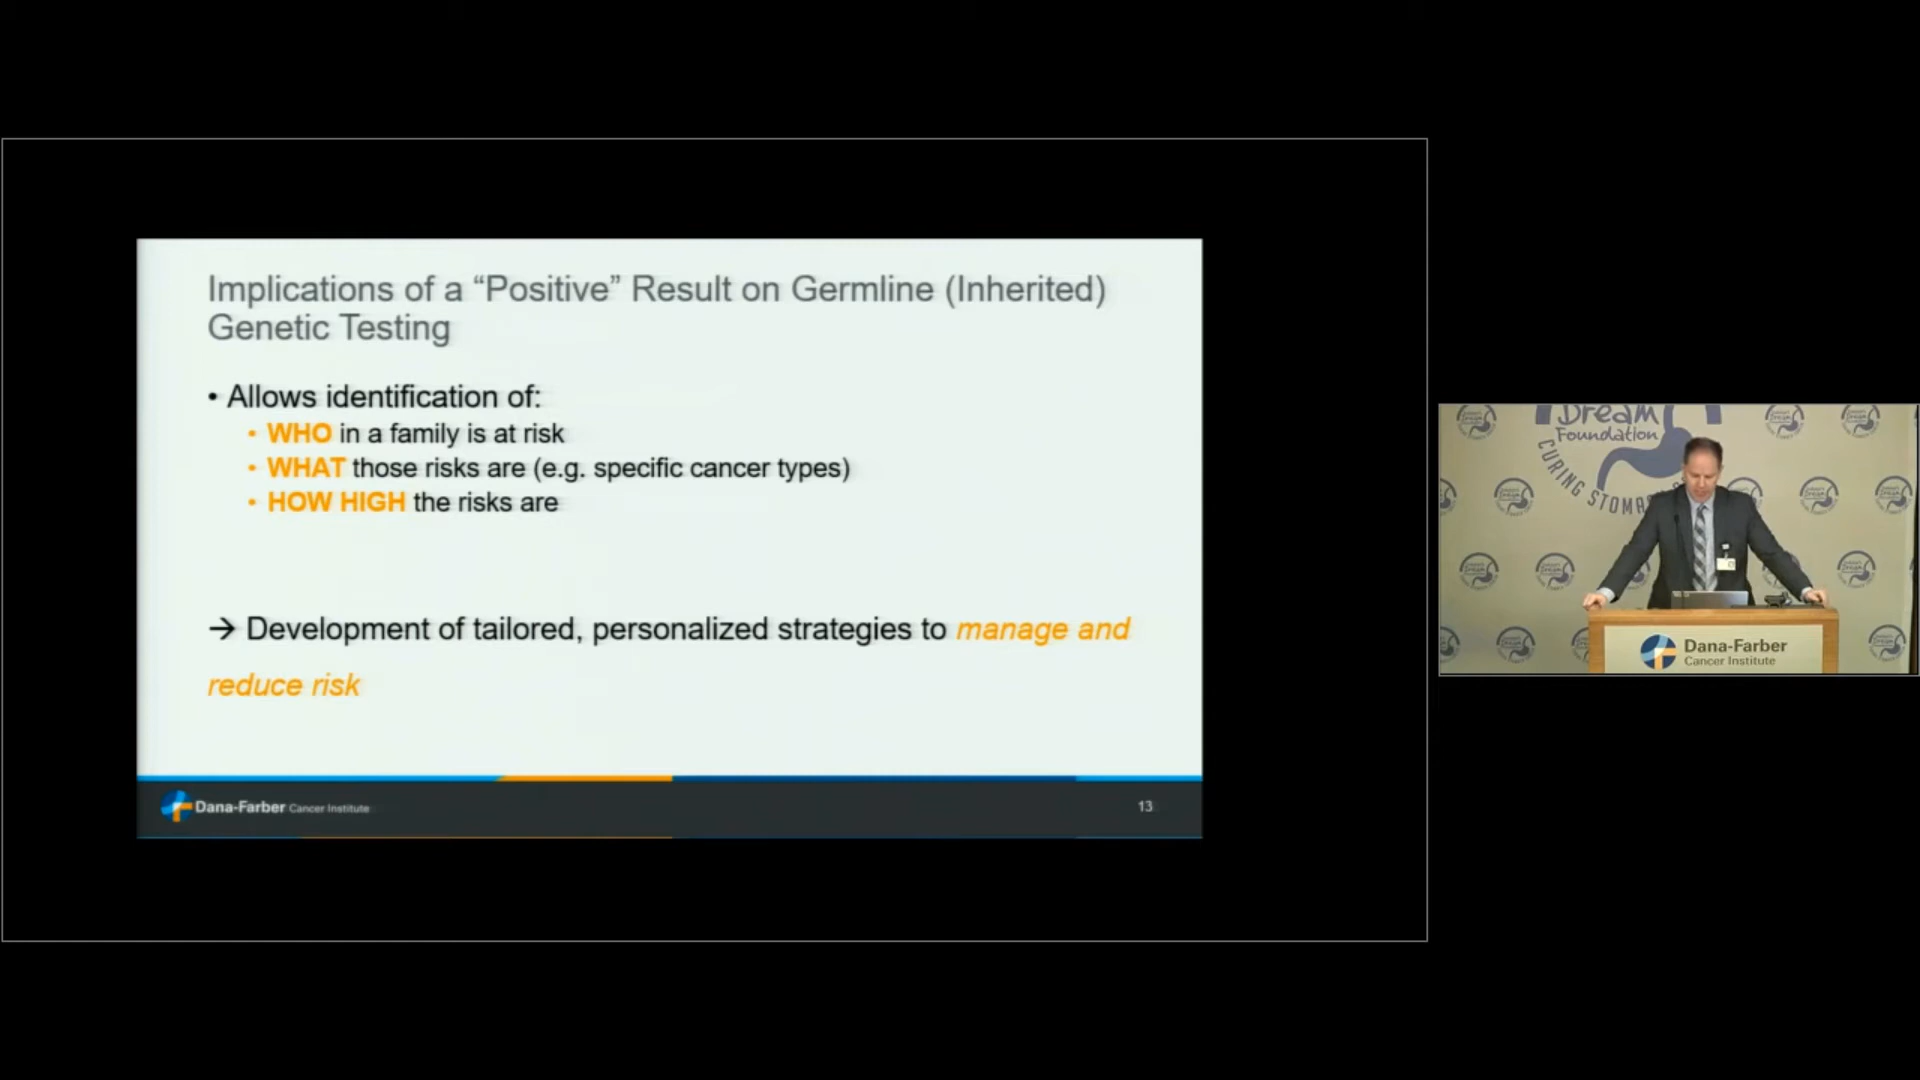 Implications of a “Positive” Result on Germline (Inherited)
Genetic Testing
• Allows identification of:
• WHO in a family is at risk
• WHAT those risks are (e.g. specific cancer types)
• HOW HIGH the risks are
→ Development of tailored, personalized strategies to manage and
reduce risk
Dana-Farber Cancer Institute
13
Dream
Foundation
CURING STOMA
Dana-Farber
Cancer Institute